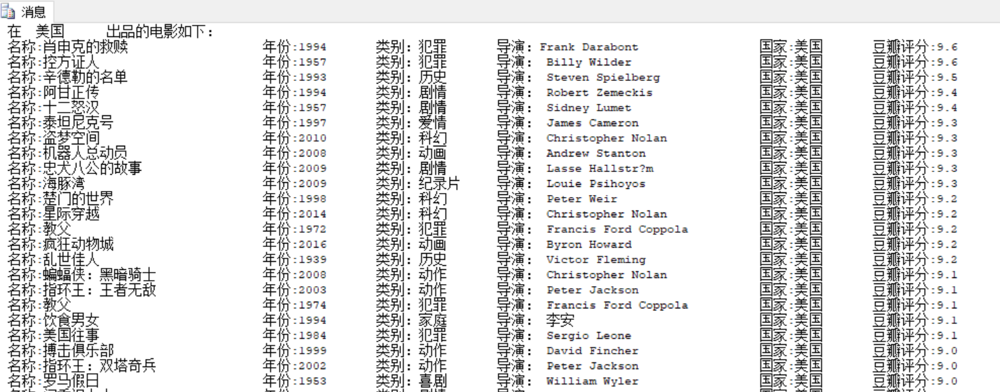 消息
在 美国 出品的电影如下：
名称:肖申克的救赎 年份:1994 类别：犯罪 导演：Frank Darabont 国家:美国 豆瓣评分:9.6
名称:控方证人 年份:1957 类别：犯罪 导演： Billy Wilder 国家:美国 豆瓣评分:9.6
名称:辛德勒的名单 年份:1993 类别：历史 导演： Steven Spielberg 国家:美国 豆瓣评分:9.5
名称:阿甘正传 年份:1994 类别：剧情 导演： Robert Zemeckis 国家:美国 豆瓣评分:9.4
名称:十二怒汉 年份:1957 类别：剧情 导演： Sidney Lumet 国家:美国 豆瓣评分:9.4
名称:泰坦尼克号 年份:1997 类别：爱情 导演： James Cameron 国家:美国 豆瓣评分:9.3
名称:盗梦空间 年份:2010 类别：科幻 导演： Christopher Nolan 国家:美国 豆瓣评分:9.3
名称:机器人总动员 年份:2008 类别：动画 导演： Andrew Stanton 国家:美国 豆瓣评分:9.3
名称:忠犬八公的故事 年份:2009 类别：剧情 导演： Lasse Hallstr?m 国家:美国 豆瓣评分:9.3
名称:海豚湾 年份:2009 类别：纪录片 导演： Louie Psihoyos 国家:美国 豆瓣评分:9.3
名称:楚门的世界 年份:1998 类别：科幻 导演： Peter Weir 国家:美国 豆瓣评分:9.2
名称:星际穿越 年份:2014 类别：科幻 导演： Christopher Nolan 国家:美国 豆瓣评分:9.2
名称:教父 年份:1972 类别：犯罪 导演： Francis Ford Coppola 国家:美国 豆瓣评分:9.2
名称:疯狂动物城 年份:2016 类别：动画 导演： Byron Howard 国家:美国 豆瓣评分:9.2
名称:乱世佳人 年份:1939 类别：历史 导演： Victor Fleming 国家:美国 豆瓣评分:9.2
名称:蝙蝠侠：黑暗骑士 年份:2008 类别：动作 导演： Christopher Nolan 国家:美国 豆瓣评分:9.1
名称:指环王：王者无敌 年份:2003 类别：动作 导演： Peter Jackson 国家:美国 豆瓣评分:9.1
名称:教父 年份:1974 类别：犯罪 导演： Francis Ford Coppola 国家:美国 豆瓣评分:9.1
名称:饮食男女 年份:1994 类别：家庭 导演： 李安 国家:美国 豆瓣评分:9.1
名称:美国往事 年份:1984 类别：犯罪 导演： Sergio Leone 国家:美国 豆瓣评分:9.1
名称:搏击俱乐部 年份:1999 类别：动作 导演： David Fincher 国家:美国 豆瓣评分:9.0
名称:指环王：双塔奇兵 年份:2002 类别：动作 导演： Peter Jackson 国家:美国 豆瓣评分:9.0
名称:罗马假日 年份:1953 类别：喜剧 导演： William Wyler 国家:美国 豆瓣评分:9.0